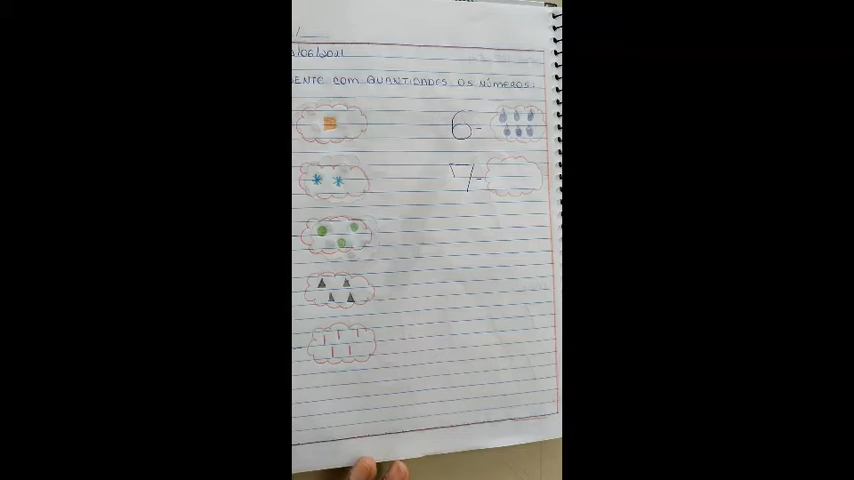 /06/2021
ENTE COM QUANTIDADES OS NÚMEROS:
6-
7-